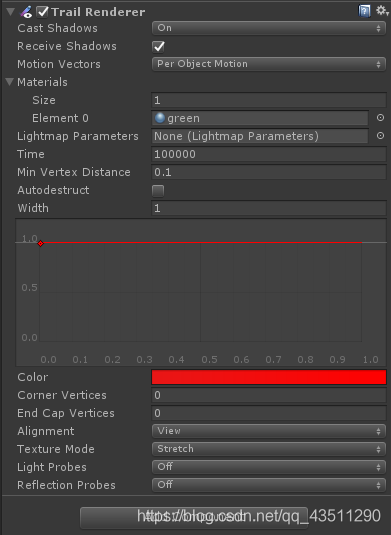 Trail Renderer
Cast Shadows On
Receive Shadows
Motion Vectors Per Object Motion
Materials
Size 1
Element 0 green
Lightmap Parameters None (Lightmap Parameters)
Time 100000
Min Vertex Distance 0.1
Autodestruct
Width 1
1.0
0.5
0.0
0.0 0.1 0.2 0.3 0.4 0.5 0.6 0.7 0.8 0.9 1.0
Color
Corner Vertices 0
End Cap Vertices 0
Alignment View
Texture Mode Stretch
Light Probes Off
Reflection Probes Off
https://blog.csdn.net/qq_43511290